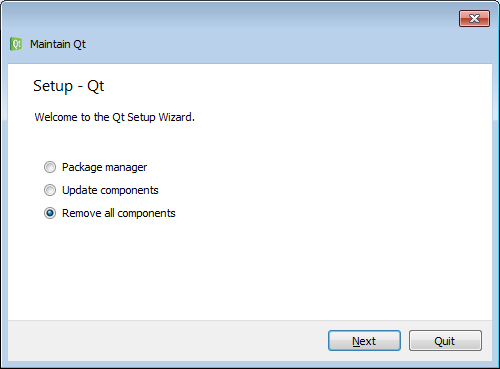 Qt Maintain Qt
Setup - Qt
Welcome to the Qt Setup Wizard.
Package manager
Update components
Remove all components
Next Quit